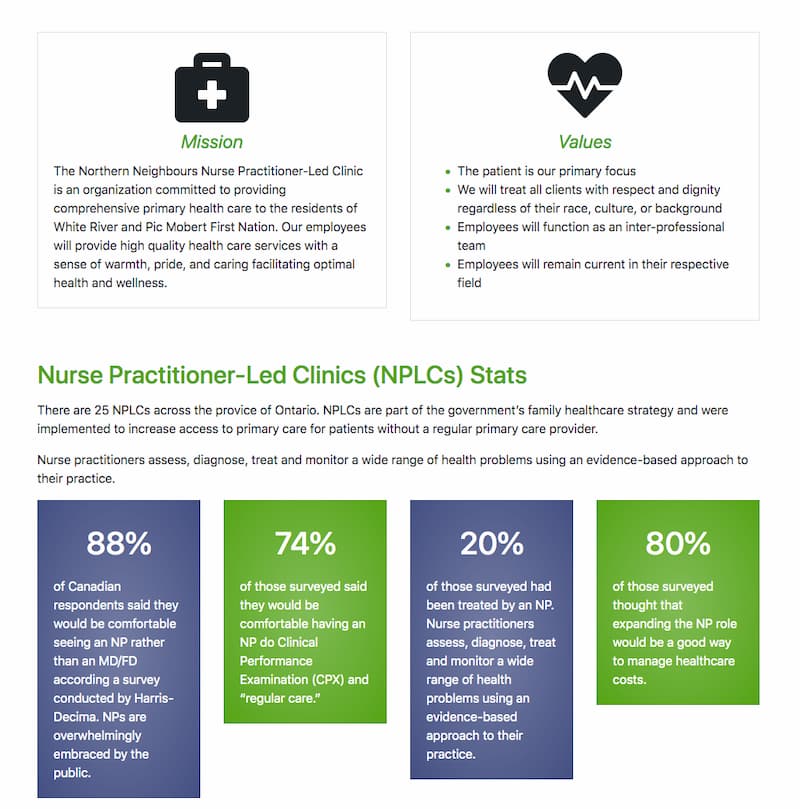 Mission
The Northern Neighbours Nurse Practitioner-Led Clinic
is an organization committed to providing
comprehensive primary health care to the residents of
White River and Pic Mobert First Nation. Our employees
will provide high quality health care services with a
sense of warmth, pride, and caring facilitating optimal
health and wellness.
Values
• The patient is our primary focus
• We will treat all clients with respect and dignity
regardless of their race, culture, or background
• Employees will function as an inter-professional
team
• Employees will remain current in their respective
field
Nurse Practitioner-Led Clinics (NPLCs) Stats
There are 25 NPLCs across the provice of Ontario. NPLCs are part of the government's family healthcare strategy and were
implemented to increase access to primary care for patients without a regular primary care provider.
Nurse practitioners assess, diagnose, treat and monitor a wide range of health problems using an evidence-based approach to
their practice.
88%
of Canadian
respondents said they
would be comfortable
seeing an NP rather
than an MD/FD
according a survey
conducted by Harris-
Decima. NPs are
overwhelmingly
embraced by the
public.
74%
of those surveyed said
they would be
comfortable having an
NP do Clinical
Performance
Examination (CPX) and
“regular care.”
20%
of those surveyed had
been treated by an NP.
Nurse practitioners
assess, diagnose, treat
and monitor a wide
range of health
problems using an
evidence-based
approach to their
practice.
80%
of those surveyed
thought that
expanding the NP role
would be a good way
to manage healthcare
costs.